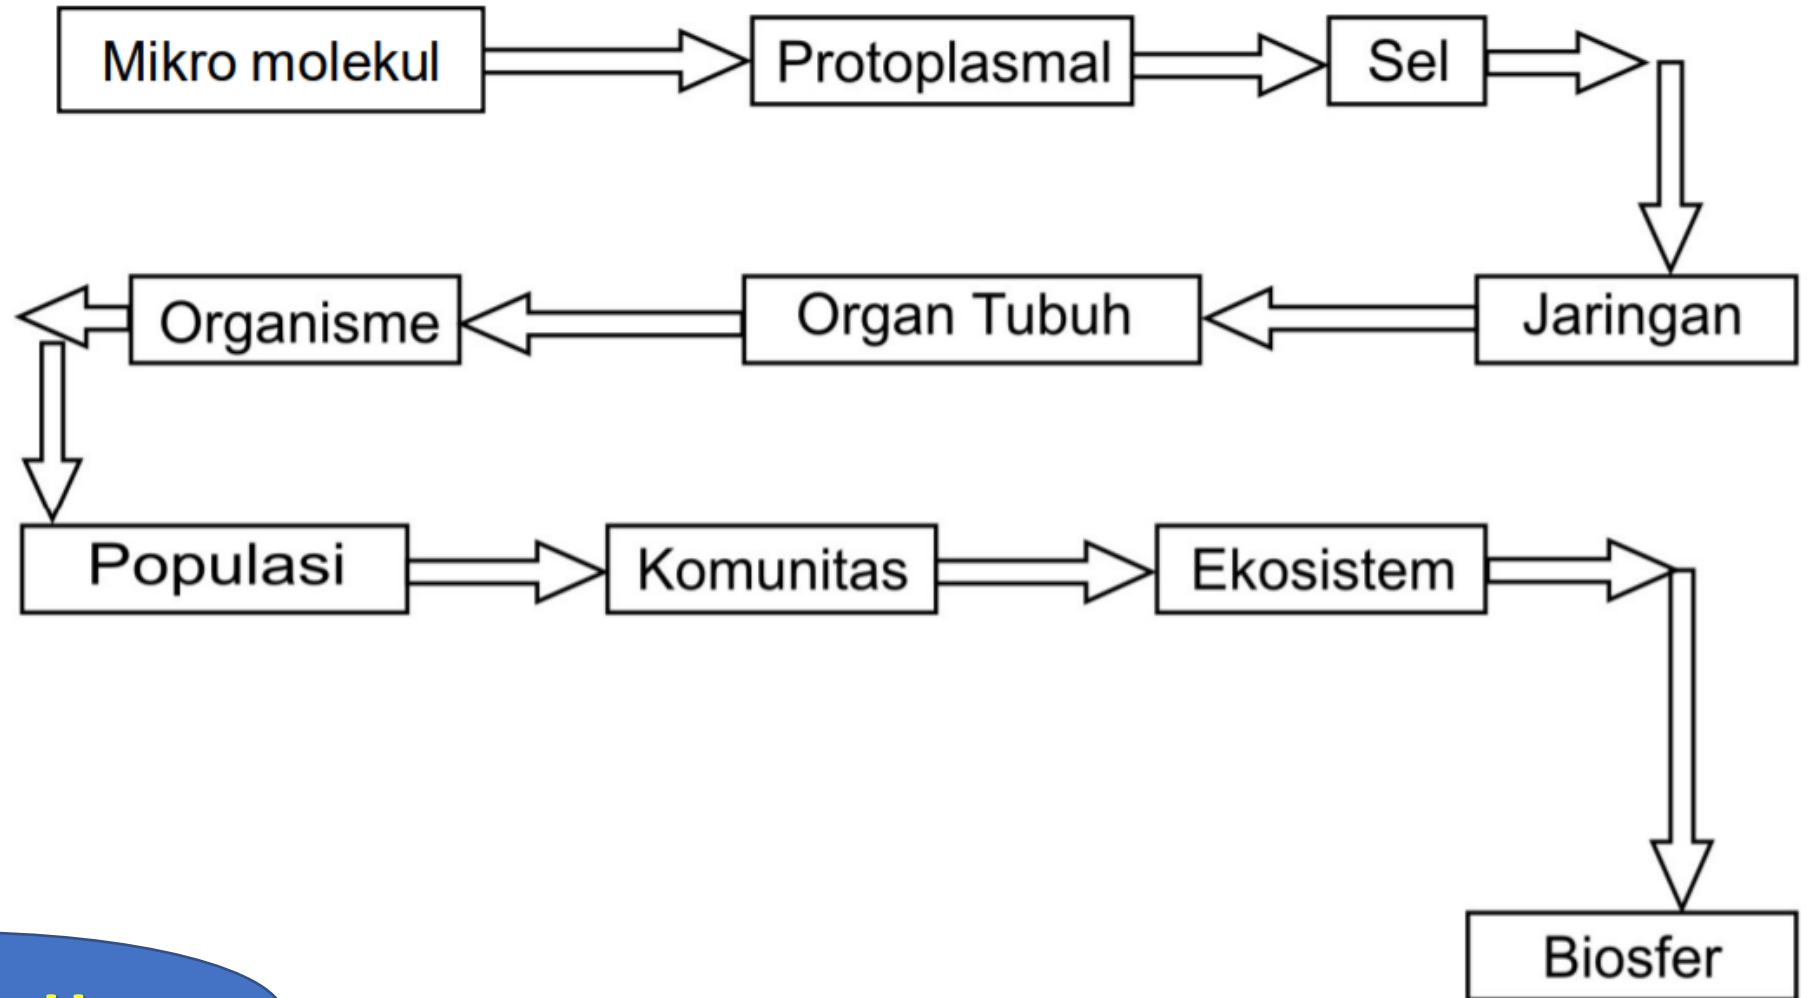 Mikro molekul
Protoplasmal
Sel
Jaringan
Organ Tubuh
Organisme
Populasi
Komunitas
Ekosistem
Biosfer